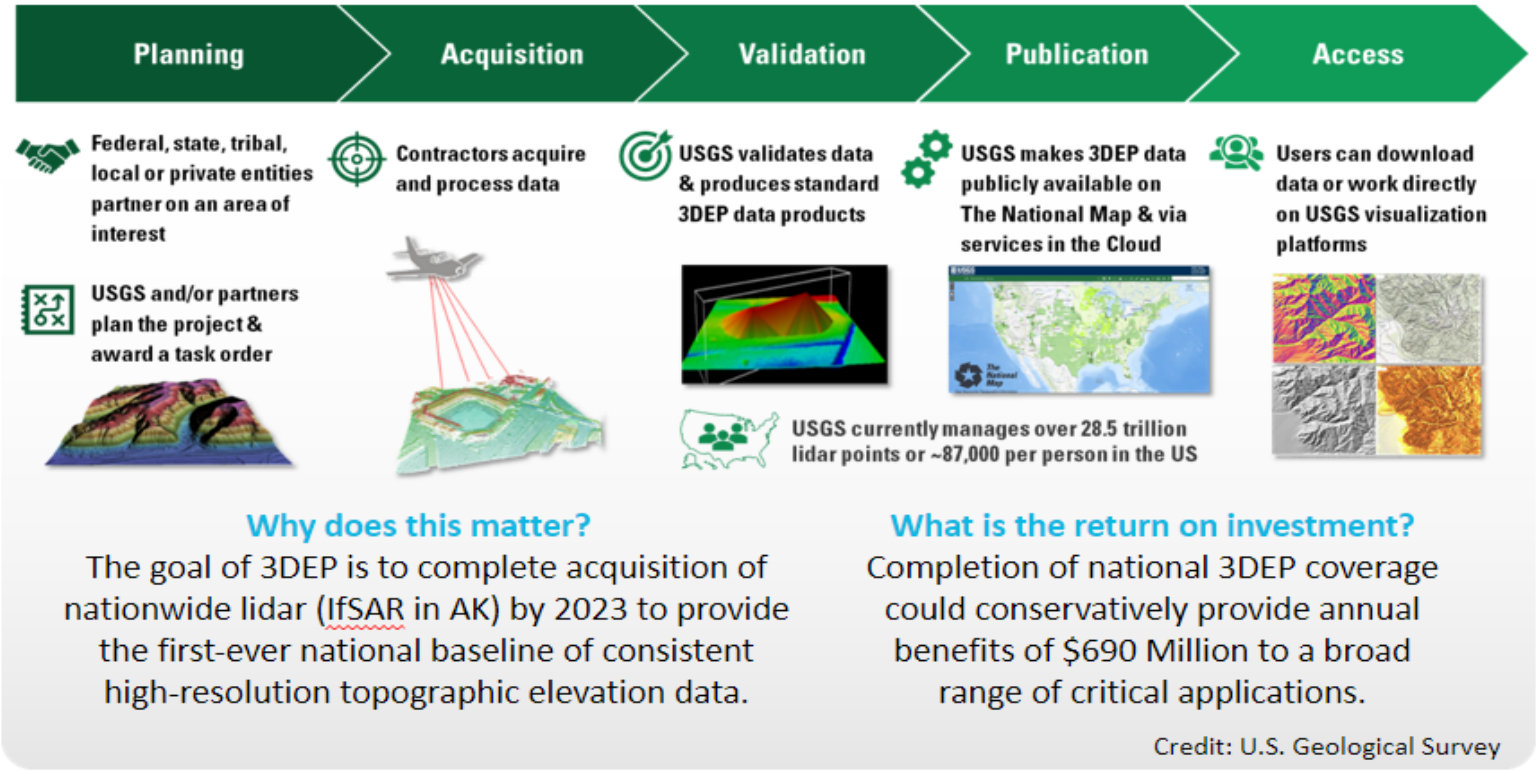 Planning
Acquisition
Validation
Publication
Access
Federal, state, tribal,
local or private entities
partner on an area of
interest
USGS and/or partners
plan the project &
award a task order
Contractors acquire
and process data
USGS validates data
& produces standard
3DEP data products
USGS makes 3DEP data
publicly available on
The National Map & via
services in the Cloud
USGS
The
National
Map
Users can download
data or work directly
on USGS visualization
platforms
USGS currently manages over 28.5 trillion
lidar points or ~87,000 per person in the US
Why does this matter?
The goal of 3DEP is to complete acquisition of
nationwide lidar (IfSAR in AK) by 2023 to provide
the first-ever national baseline of consistent
high-resolution topographic elevation data.
What is the return on investment?
Completion of national 3DEP coverage
could conservatively provide annual
benefits of $690 Million to a broad
range of critical applications.
Credit: U.S. Geological Survey